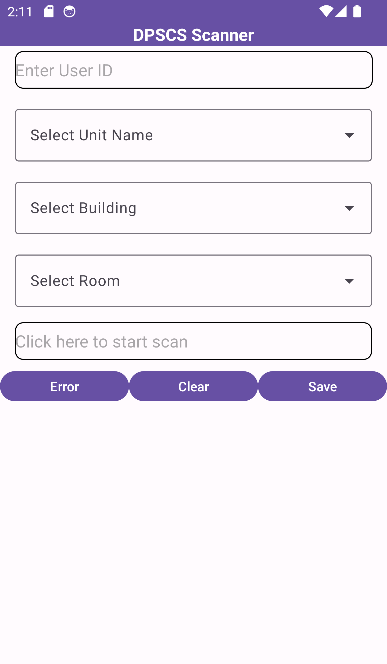 2:11
DPSCS Scanner
Enter User ID
Select Unit Name
Select Building
Select Room
Click here to start scan
Error Clear Save